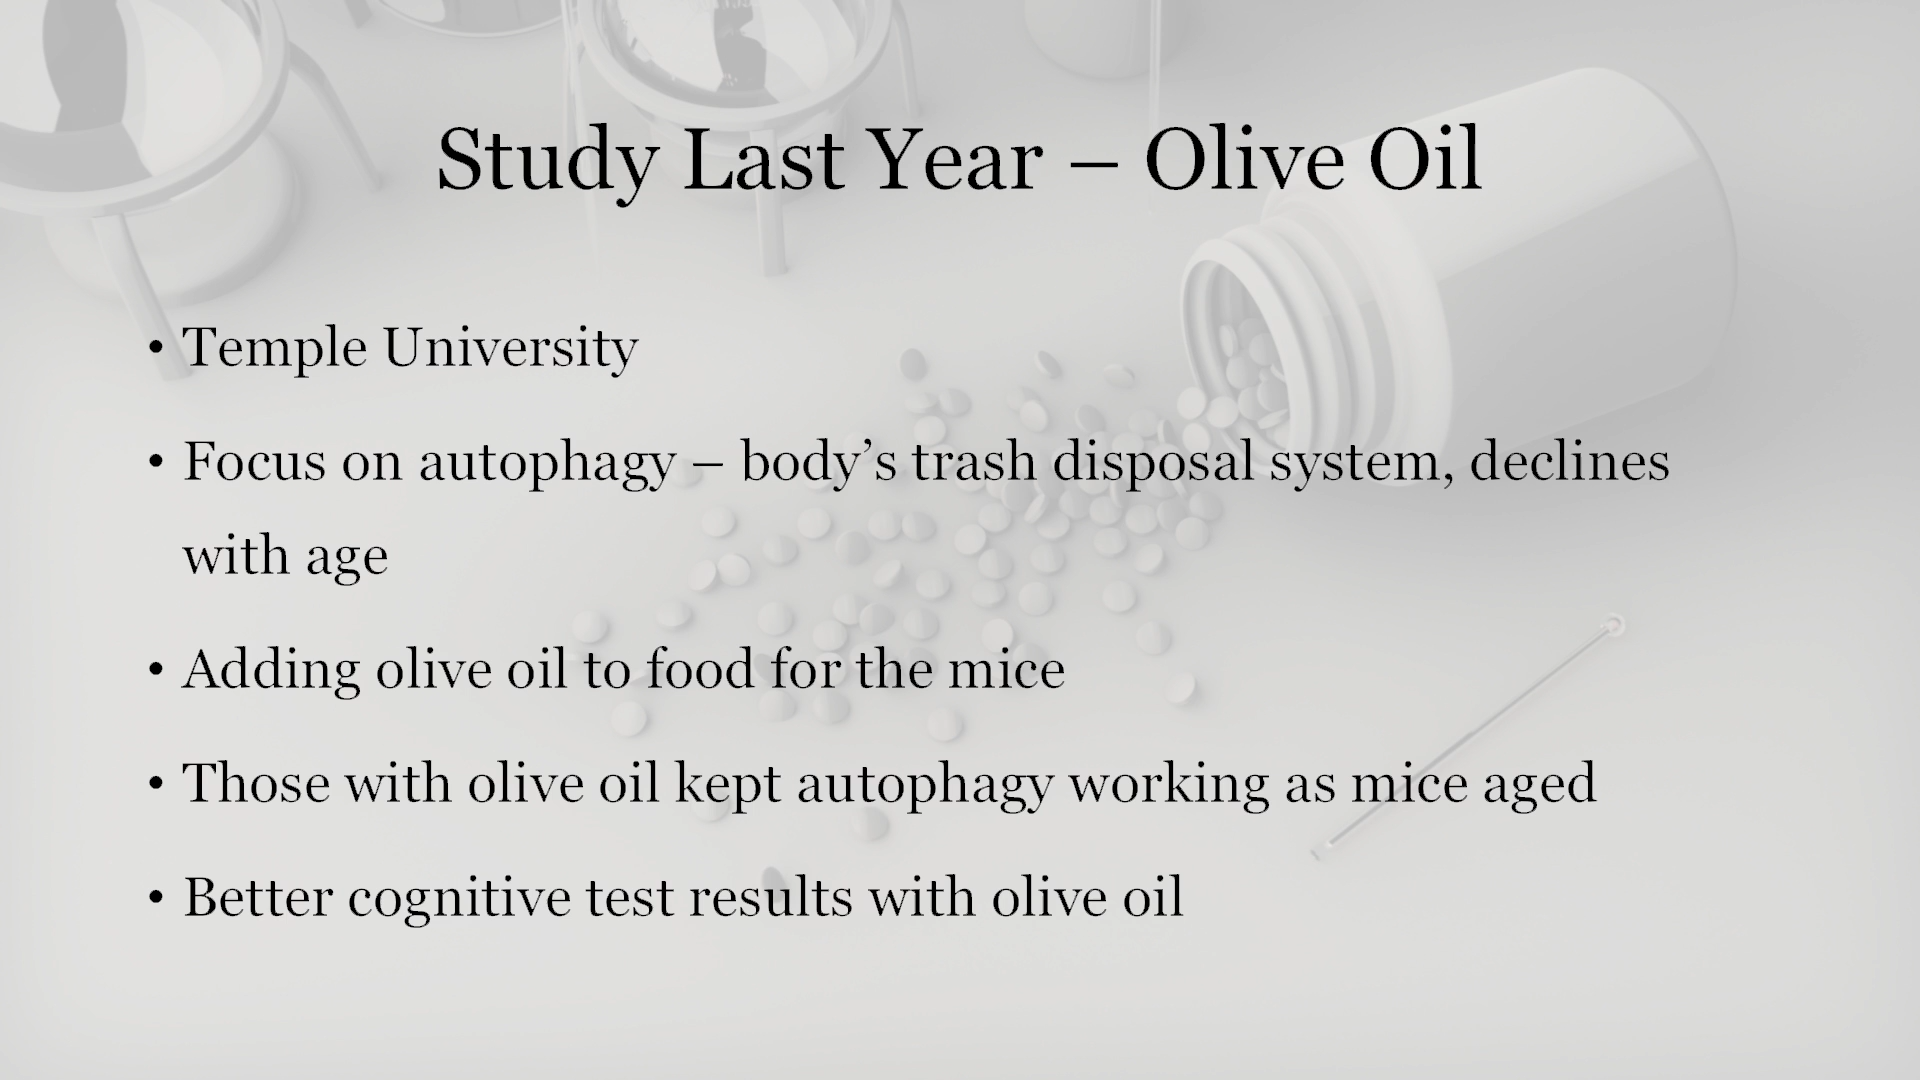 Study Last Year – Olive Oil
• Temple University
• Focus on autophagy – body’s trash disposal system, declines
with age
• Adding olive oil to food for the mice
• Those with olive oil kept autophagy working as mice aged
• Better cognitive test results with olive oil